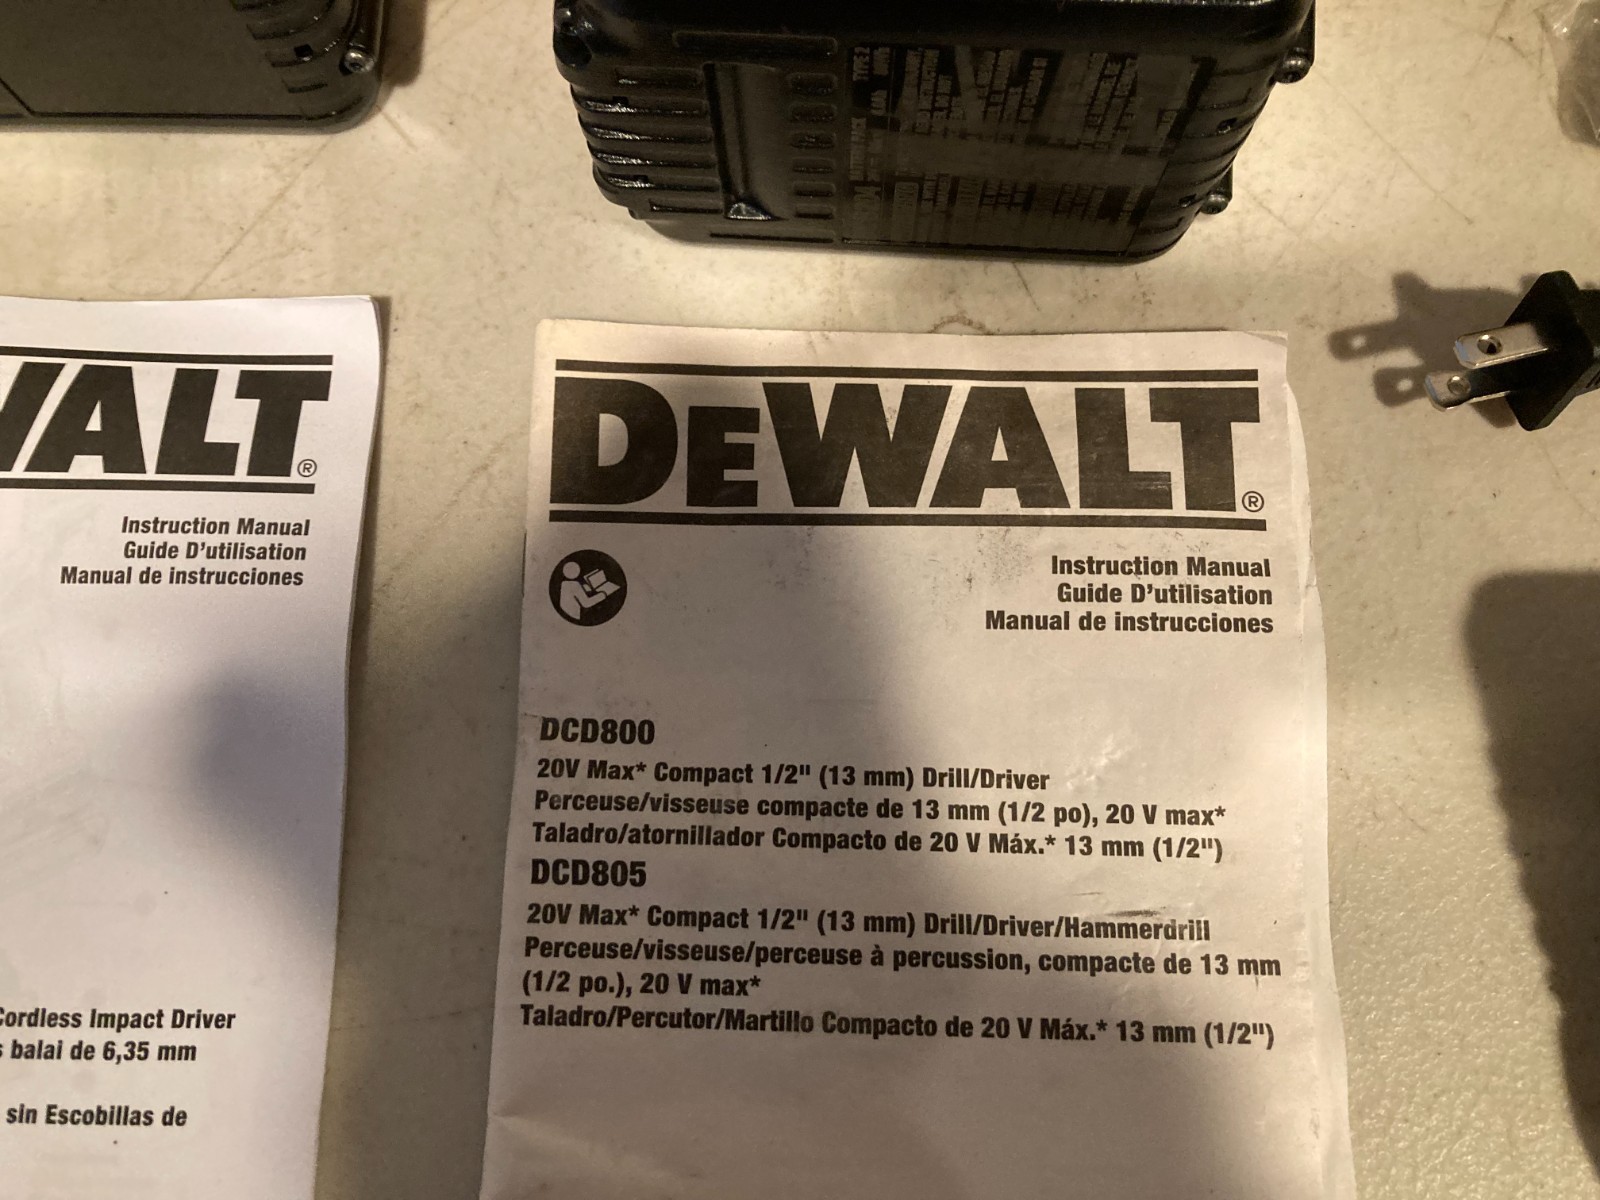 WALT®
Instruction Manual
Guide D'utilisation
Manual de instrucciones
Cordless Impact Driver
balai de 6,35 mm
sin Escobillas de
DEWALT®
Instruction Manual
Guide D'utilisation
Manual de instrucciones
DCD800
20V Max* Compact 1/2" (13 mm) Drill/Driver
Perceuse/visseuse compacte de 13 mm (1/2 po), 20 V max*
Taladro/atornillador Compacto de 20 V Máx.* 13 mm (1/2")
DCD805
20V Max* Compact 1/2" (13 mm) Drill/Driver/Hammerdrill
Perceuse/visseuse/perceuse à percussion, compacte de 13 mm
(1/2 po.), 20 V max*
Taladro/Percutor/Martillo Compacto de 20 V Máx.* 13 mm (1/2")